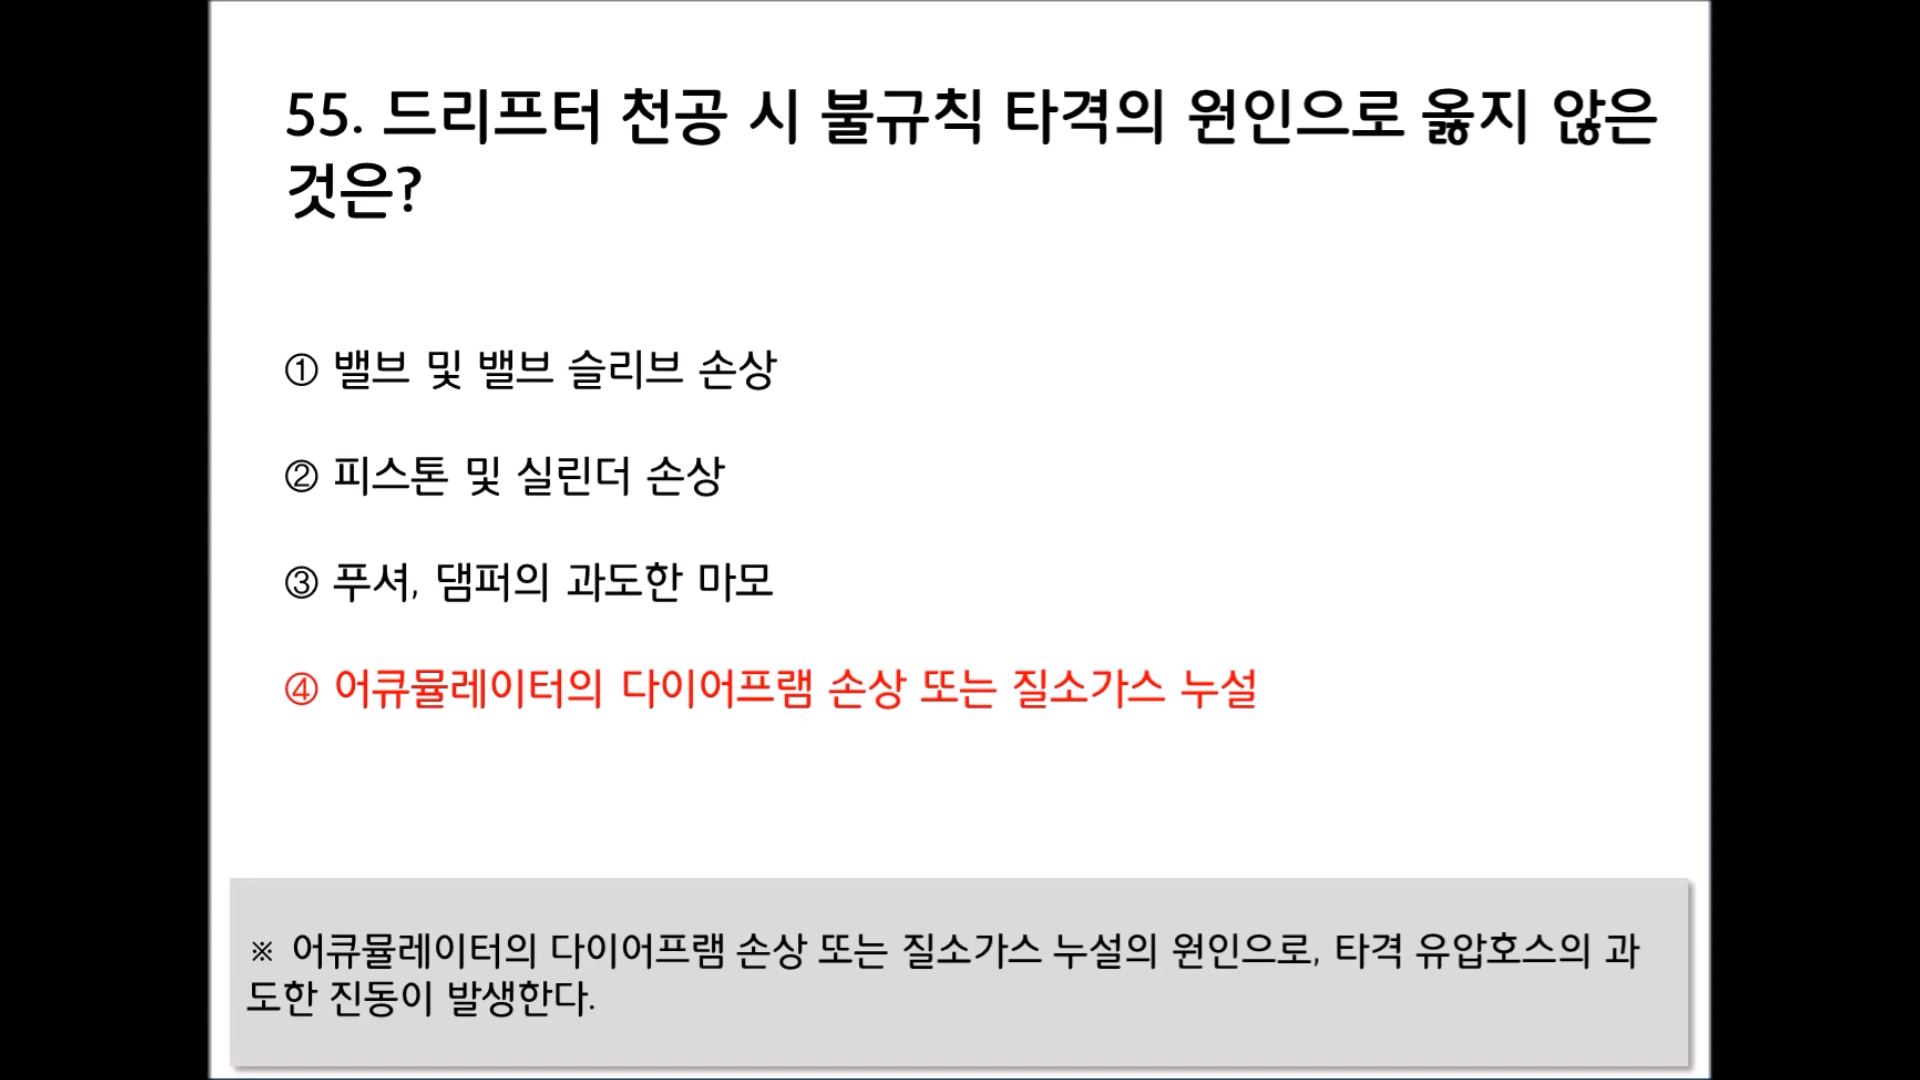 55. 드리프터 천공 시 불규칙 타격의 원인으로 옳지 않은
것은?
① 밸브 및 밸브 슬리브 손상
② 피스톤 및 실린더 손상
③ 푸셔, 댐퍼의 과도한 마모
④ 어큐뮬레이터의 다이어프램 손상 또는 질소가스 누설
※ 어큐뮬레이터의 다이어프램 손상 또는 질소가스 누설의 원인으로, 타격 유압호스의 과
도한 진동이 발생한다.